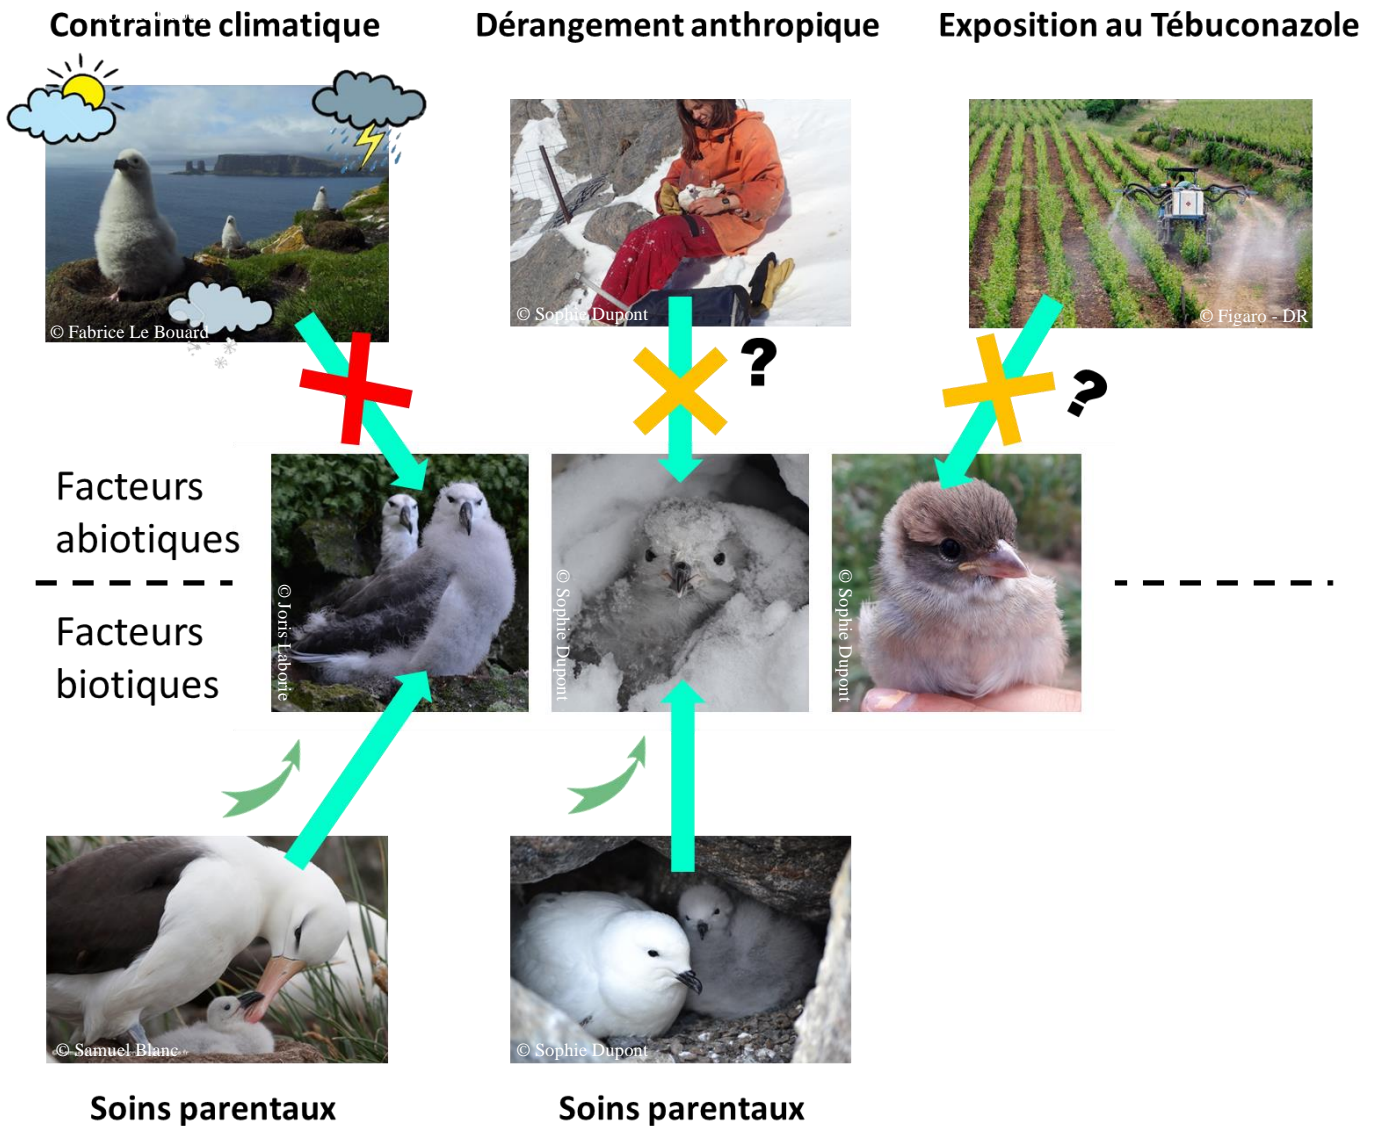 Contrainte climatique
Dérangement anthropique
Exposition au Tébuconazole
© Fabrice Le Bouard
© Sophie Dupont
© Figaro - DR
?
?
Facteurs
abiotiques
Facteurs
biotiques
© Joris Laborie
© Sophie Dupont
© Sophie Dupont
© Samuel Blanc
© Sophie Dupont
Soins parentaux
Soins parentaux